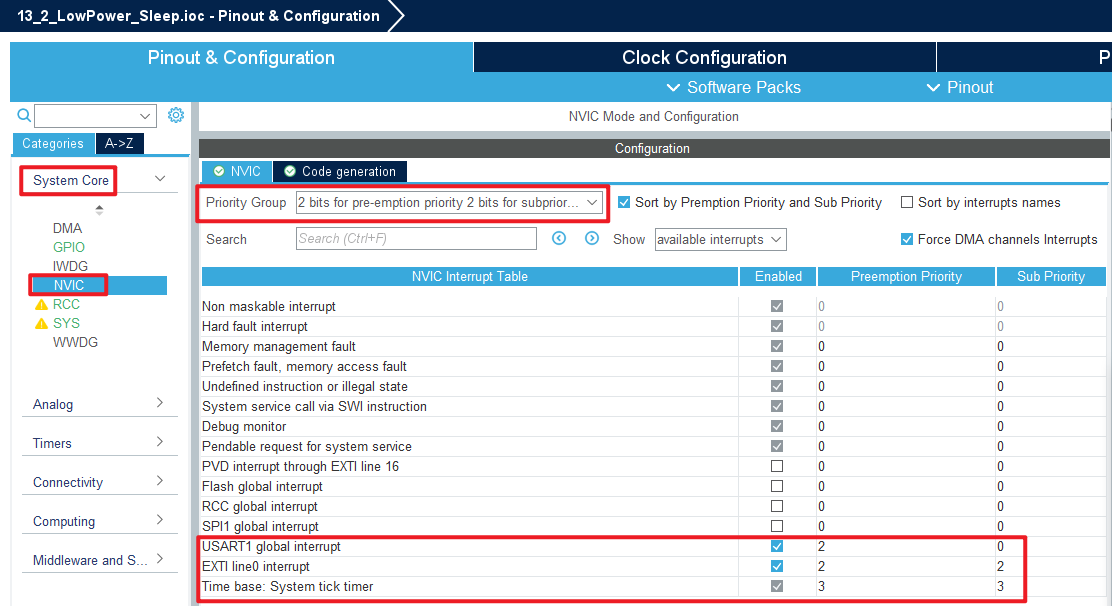 13_2_LowPower_Sleep.ioc - Pinout & Configuration
Pinout & Configuration
Clock Configuration
P
Software Packs
Pinout
NVIC Mode and Configuration
Categories
A->Z
Configuration
NVIC
Code generation
System Core
Priority Group
2 bits for pre-emption priority 2 bits for subprior...
Sort by Premption Priority and Sub Priority
Sort by interrupts names
Search
Search (Ctrl+F)
Show
available interrupts
Force DMA channels Interrupts
DMA
GPIO
IWDG
NVIC
RCC
SYS
WWDG
Analog
Timers
Connectivity
Computing
Middleware and S...
NVIC Interrupt Table Enabled Preemption Priority Sub Priority
Non maskable interrupt 0 0
Hard fault interrupt 0 0
Memory management fault 0 0
Prefetch fault, memory access fault 0 0
Undefined instruction or illegal state 0 0
System service call via SWI instruction 0 0
Debug monitor 0 0
Pendable request for system service 0 0
PVD interrupt through EXTI line 16 0 0
Flash global interrupt 0 0
RCC global interrupt 0 0
SPI1 global interrupt 0 0
USART1 global interrupt 2 0
EXTI line0 interrupt 2 2
Time base: System tick timer 3 3